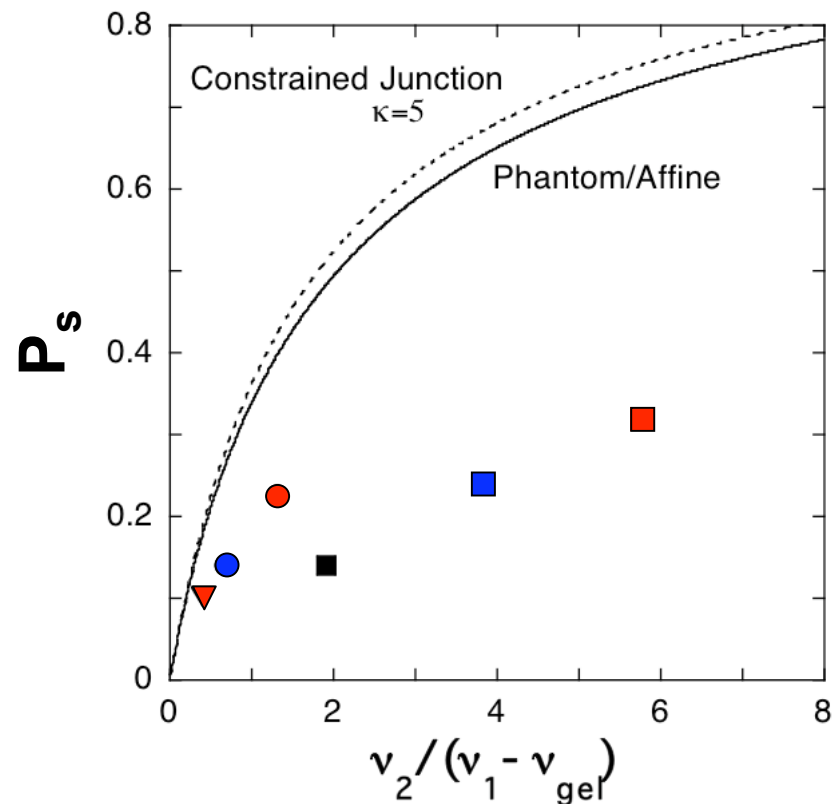 0.8
Constrained Junction
κ=5
Phantom/Affine
0.6
P_s
0.4
0.2
0
0 2 4 6 8
ν_2/(ν_1- ν_gel)